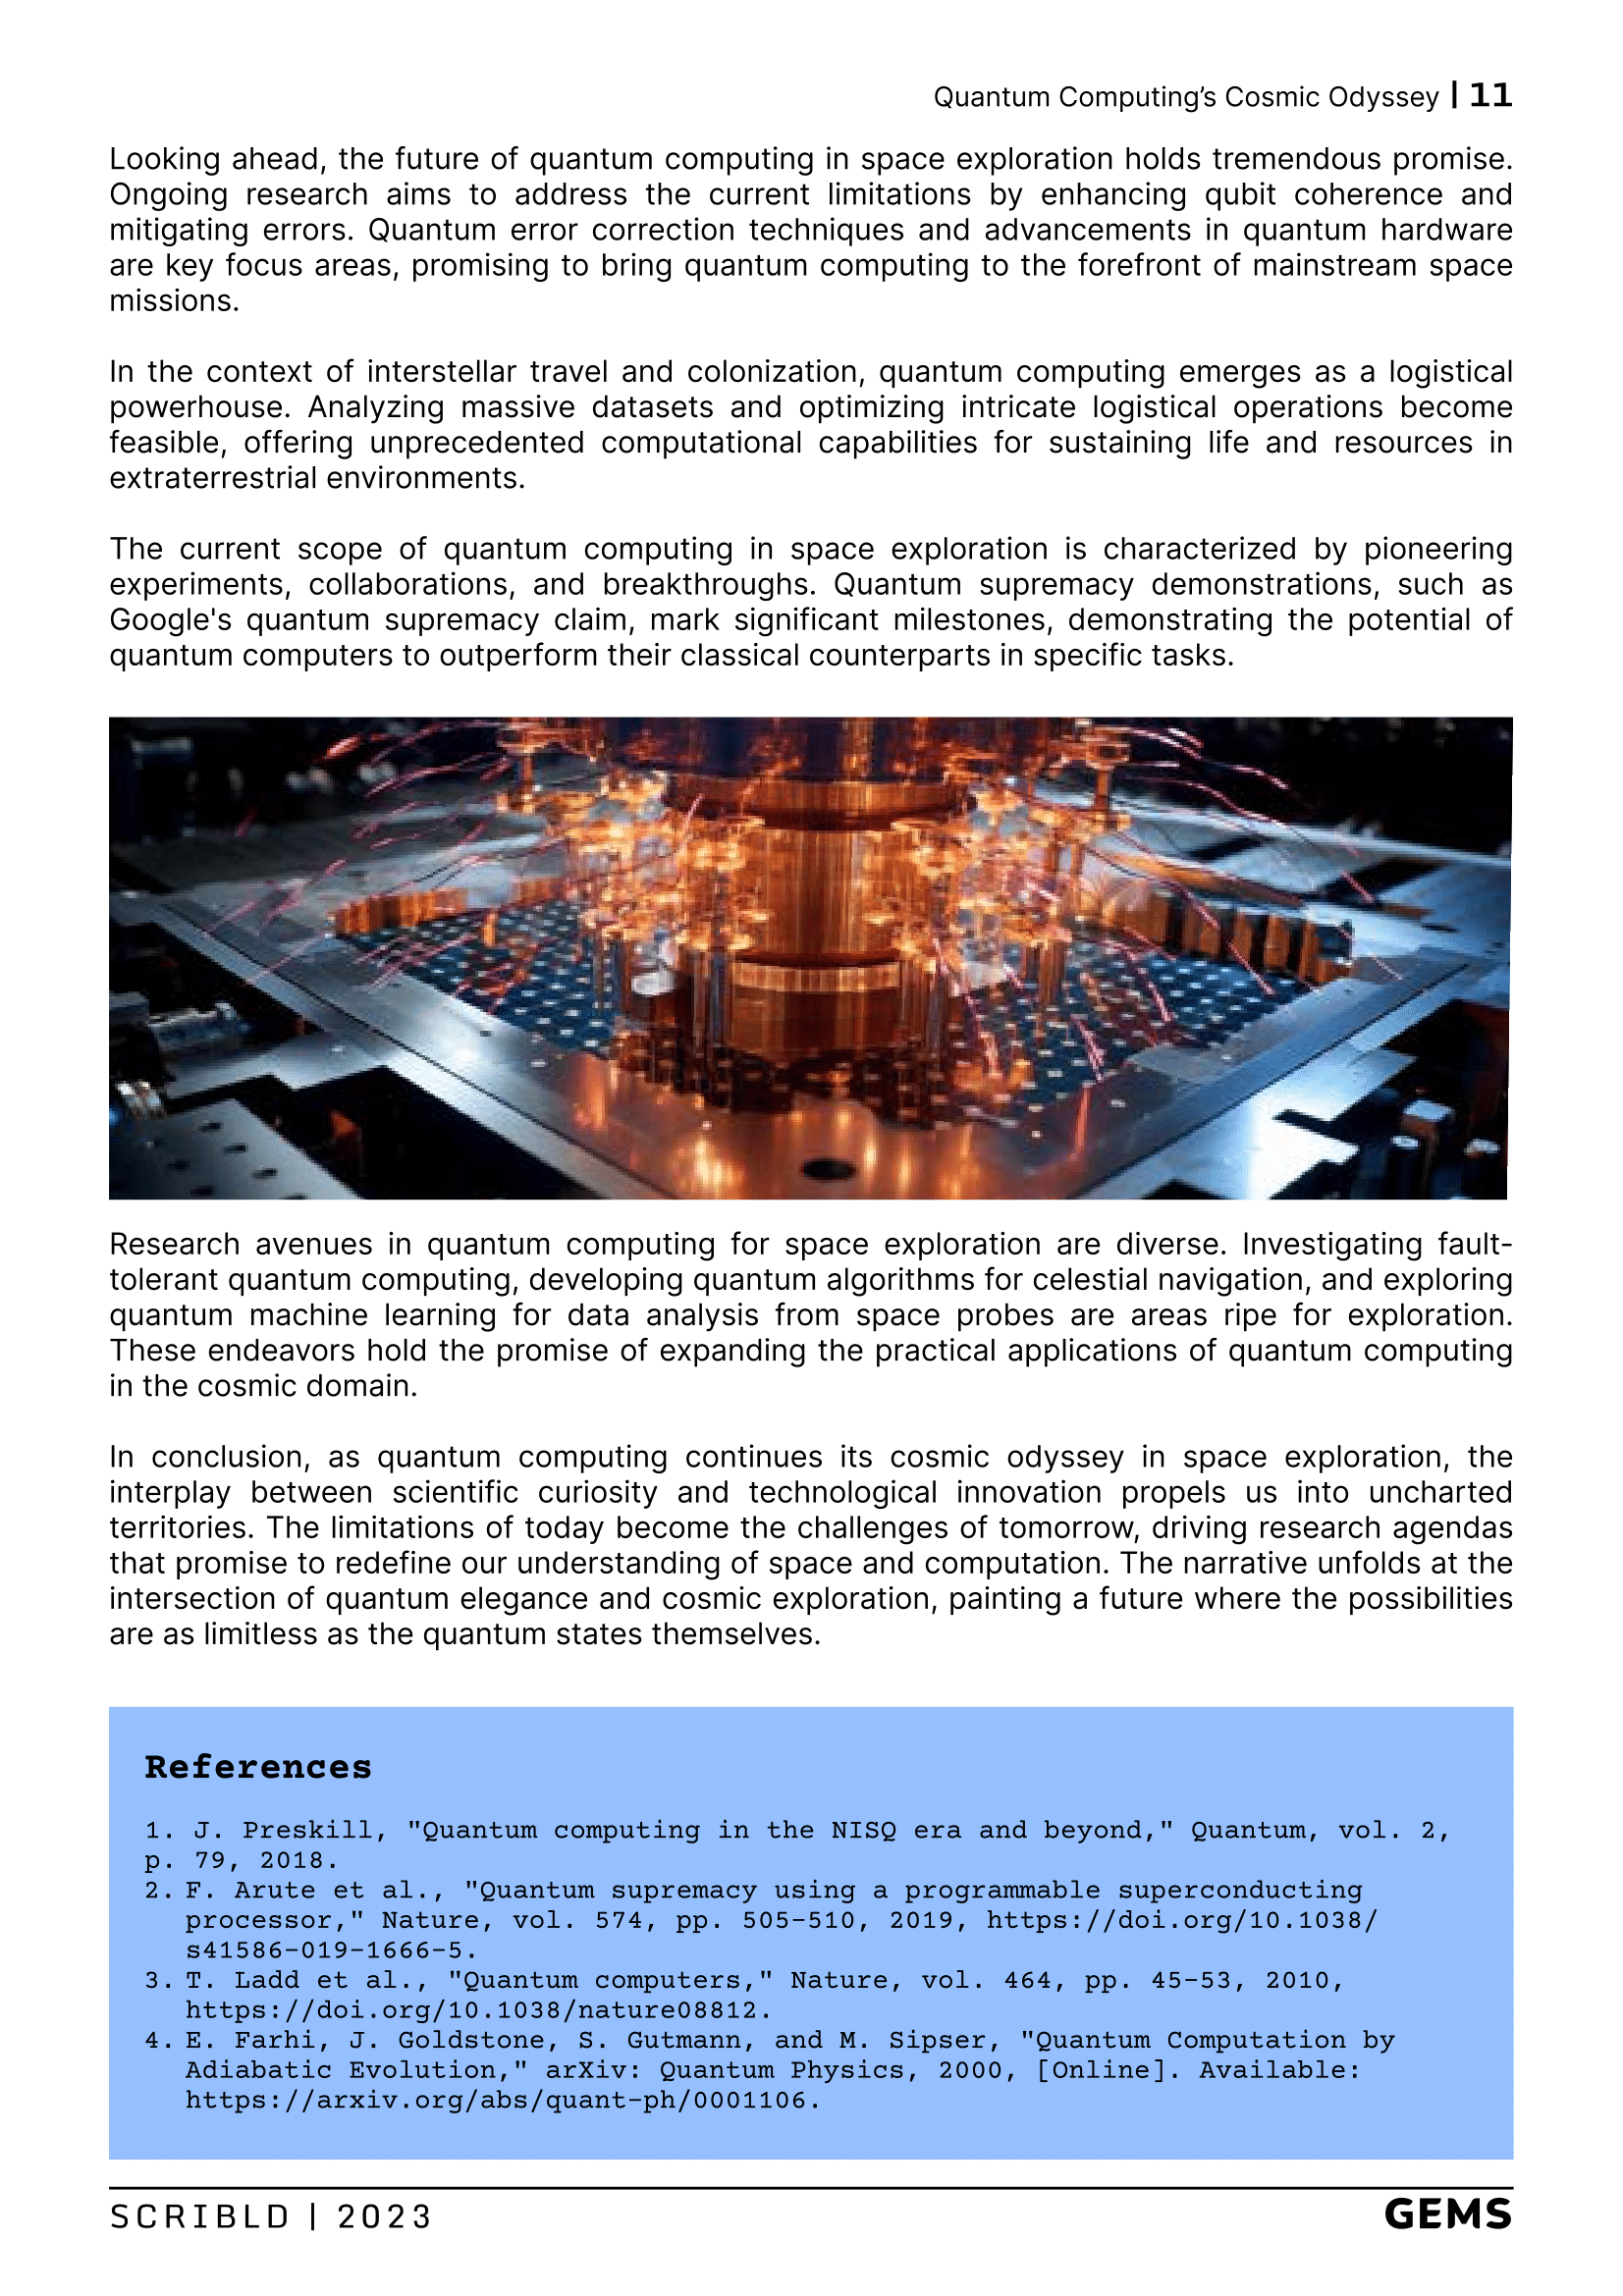 Quantum Computing’s Cosmic Odyssey | 11
Looking ahead, the future of quantum computing in space exploration holds tremendous promise.
Ongoing research aims to address the current limitations by enhancing qubit coherence and
mitigating errors. Quantum error correction techniques and advancements in quantum hardware
are key focus areas, promising to bring quantum computing to the forefront of mainstream space
missions.
In the context of interstellar travel and colonization, quantum computing emerges as a logistical
powerhouse. Analyzing massive datasets and optimizing intricate logistical operations become
feasible, offering unprecedented computational capabilities for sustaining life and resources in
extraterrestrial environments.
The current scope of quantum computing in space exploration is characterized by pioneering
experiments, collaborations, and breakthroughs. Quantum supremacy demonstrations, such as
Google's quantum supremacy claim, mark significant milestones, demonstrating the potential of
quantum computers to outperform their classical counterparts in specific tasks.
Research avenues in quantum computing for space exploration are diverse. Investigating fault-
tolerant quantum computing, developing quantum algorithms for celestial navigation, and exploring
quantum machine learning for data analysis from space probes are areas ripe for exploration.
These endeavors hold the promise of expanding the practical applications of quantum computing
in the cosmic domain.
In conclusion, as quantum computing continues its cosmic odyssey in space exploration, the
interplay between scientific curiosity and technological innovation propels us into uncharted
territories. The limitations of today become the challenges of tomorrow, driving research agendas
that promise to redefine our understanding of space and computation. The narrative unfolds at the
intersection of quantum elegance and cosmic exploration, painting a future where the possibilities
are as limitless as the quantum states themselves.
References
1. J. Preskill, "Quantum computing in the NISQ era and beyond," Quantum, vol. 2,
p. 79, 2018.
2. F. Arute et al., "Quantum supremacy using a programmable superconducting
processor," Nature, vol. 574, pp. 505-510, 2019, https://doi.org/10.1038/
s41586-019-1666-5.
3. T. Ladd et al., "Quantum computers," Nature, vol. 464, pp. 45-53, 2010,
https://doi.org/10.1038/nature08812.
4. E. Farhi, J. Goldstone, S. Gutmann, and M. Sipser, "Quantum Computation by
Adiabatic Evolution," arXiv: Quantum Physics, 2000, [Online]. Available:
https://arxiv.org/abs/quant-ph/0001106.
SCRIBLD | 2023
GEMS